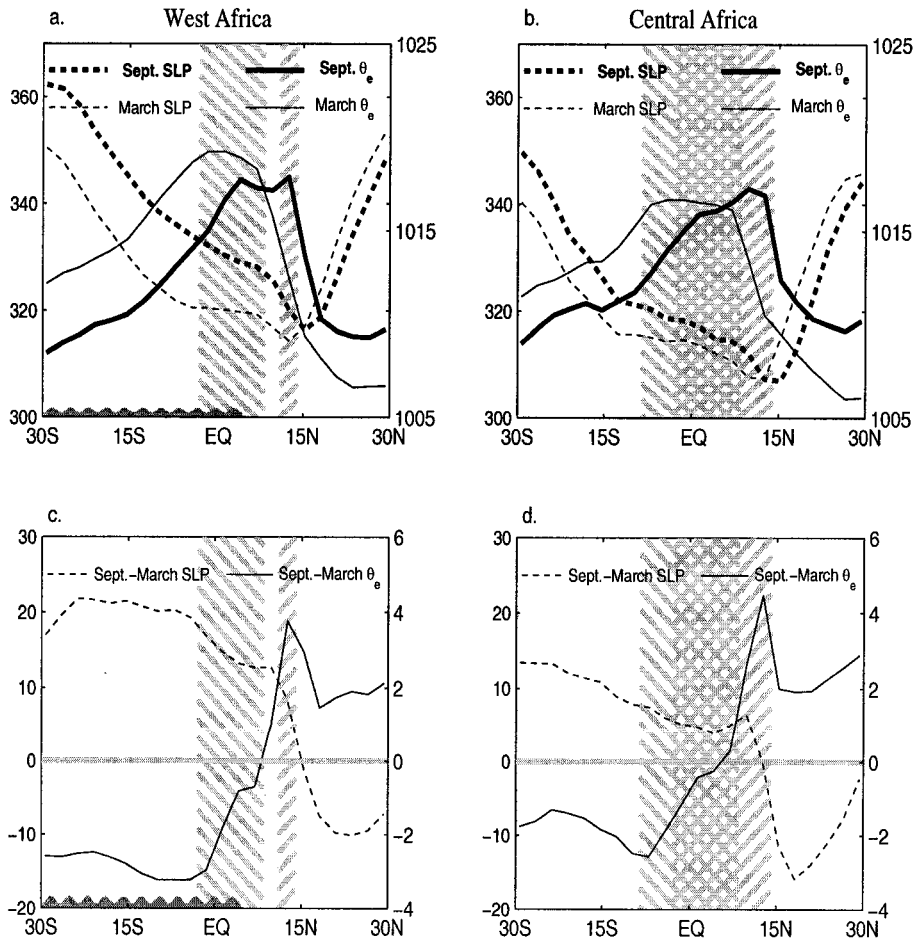 a.
West Africa
370
360
340
320
300
Sept. SLP
Sept. θe
March SLP
March θe
1025
1015
1005
30S
15S
EQ
15N
30N
b.
Central Africa
360
340
320
300
Sept. SLP
Sept. θe
March SLP
March θe
1025
1015
1005
30S
15S
EQ
15N
30N
c.
30
20
10
0
-10
-20
Sept.-March SLP
Sept.-March θe
6
4
2
0
-2
-4
30S
15S
EQ
15N
30N
d.
30
20
10
0
-10
-20
Sept.-March SLP
Sept.-March θe
6
4
2
0
-2
-4
30S
15S
EQ
15N
30N